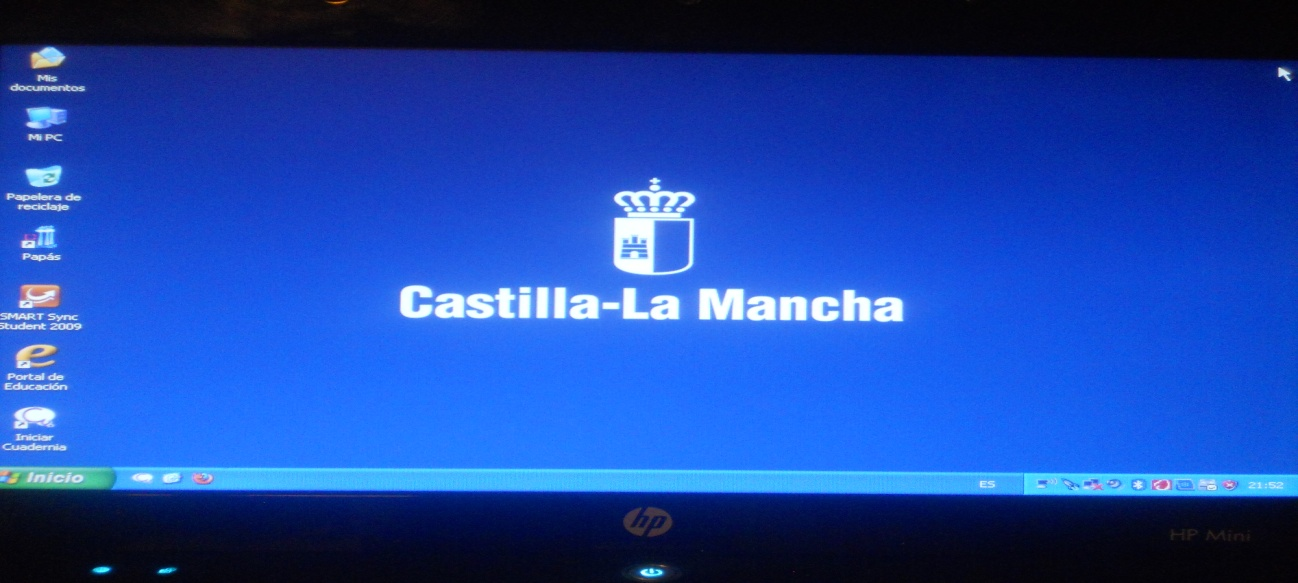 Mis
documentos
Mi PC
Papelera de
reciclaje
Papás
SMART Sync
Student 2009
Portal de
Educación
Iniciar
Cuadernia
Castilla-La Mancha
Inicio
ES
21:52
hp
HP Mini